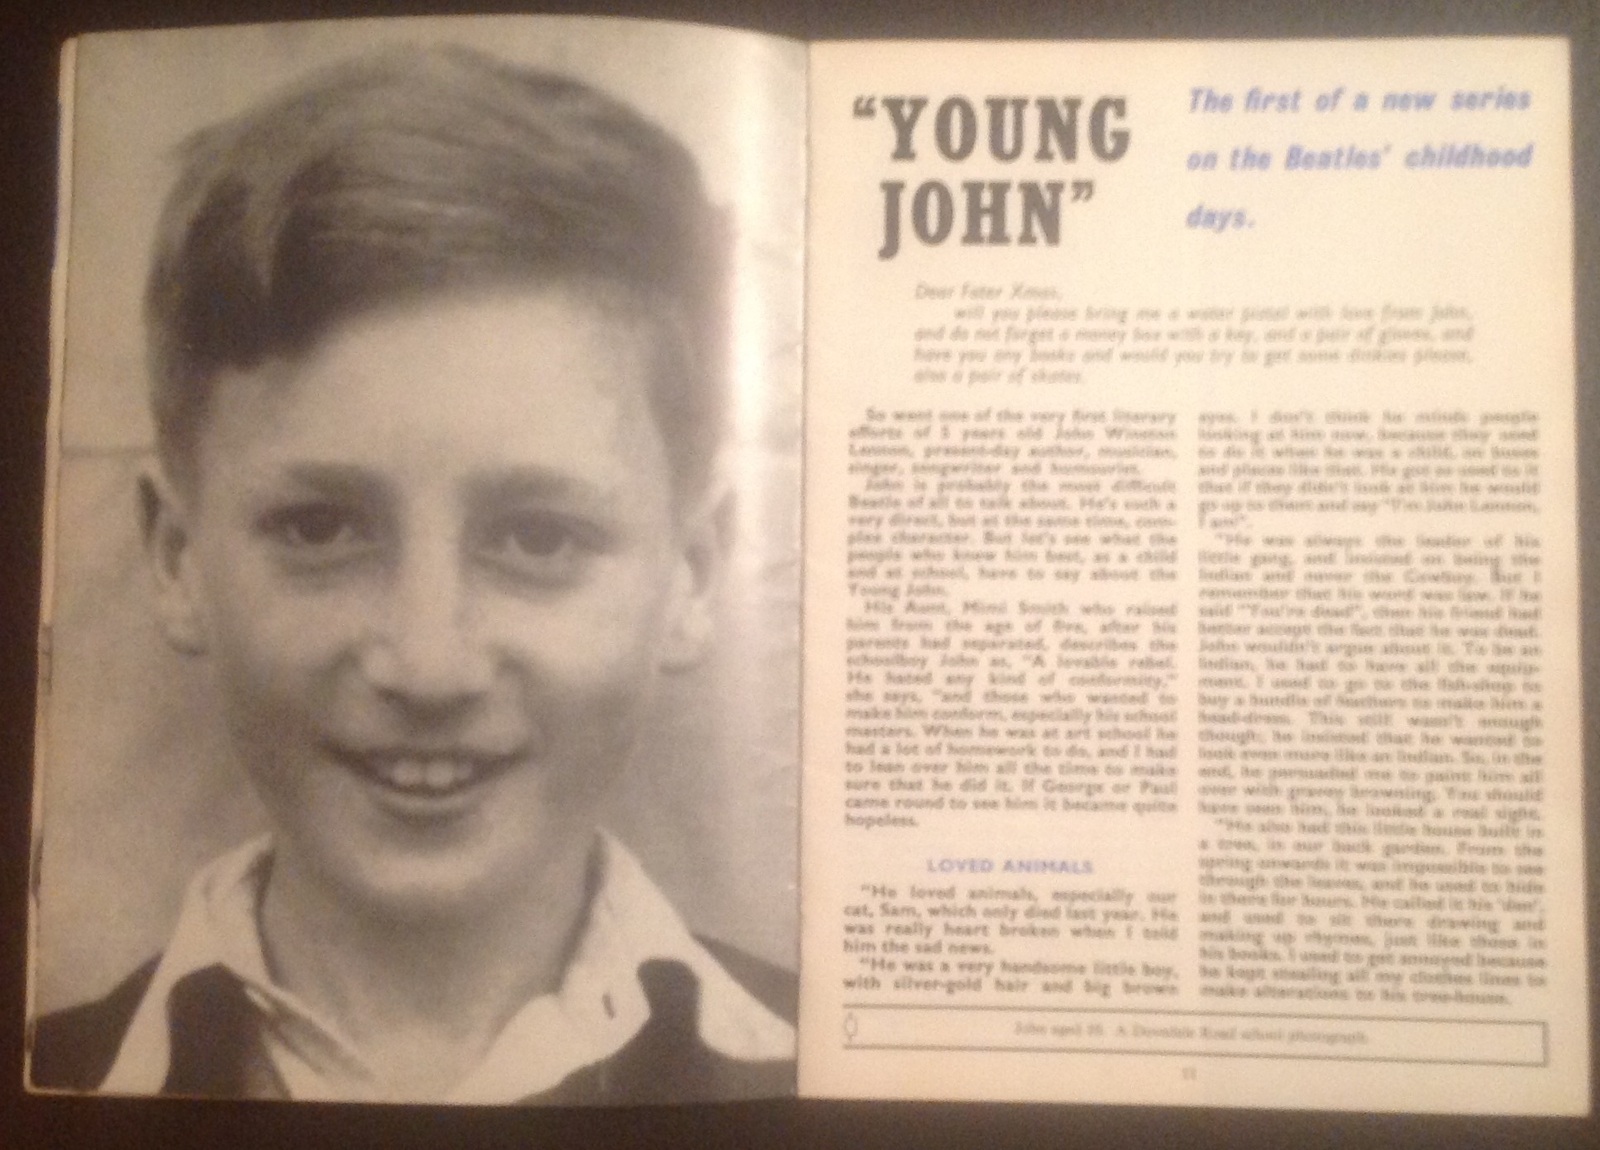 "YOUNG
JOHN"
The first of a new series
on the Beatles' childhood
days.
Dear Fater Xmas,
will you please bring me a water pistol with love from John,
and do not forget a money box with a key, and a pair of gloves, and
have you any books and would you try to get some dinkies please,
also a pair of skates.
So went one of the very first literary
efforts of 5 years old John Winston
Lennon, present-day author, musician,
singer, songwriter and humourist.
John is probably the most difficult
Beatle of all to talk about. He's such a
very direct, but at the same time, com-
plex character. But let's see what the
people who knew him best, as a child
and at school, have to say about the
Young John.
His Aunt, Mimi Smith who raised
him from the age of five, after his
parents had separated, describes the
schoolboy John as, "A lovable rebel.
He hated any kind of conformity,"
she says, "and those who wanted to
make him conform, especially his school
masters. When he was at art school he
had a lot of homework to do, and I had
to lean over him all the time to make
sure that he did it. If George or Paul
came round to see him it became quite
hopeless.
LOVED ANIMALS
"He loved animals, especially our
cat, Sam, which only died last year. He
was really heart broken when I told
him the sad news.
"He was a very handsome little boy,
with silver-gold hair and big brown
eyes. I don't think he minds people
looking at him now, because they used
to do it when he was a child, on buses
and places like that. He got so used to it
that if they didn't look at him he would
go up to them and say "I'm John Lennon,
I am!".
"He was always the leader of his
little gang, and insisted on being the
Indian and never the Cowboy. But I
remember that his word was law. If he
said "You're dead", then his friend had
better accept the fact that he was dead.
John wouldn't argue about it. To be an
Indian, he had to have all the equip-
ment. I used to go to the fish-shop to
buy a bundle of feathers to make him a
head-dress. This still wasn't enough
though; he insisted that he wanted to
look even more like an Indian. So, in the
end, he persuaded me to paint him all
over with gravey browning. You should
have seen him, he looked a real sight.
"He also had this little house built in
a tree, in our back garden. From the
spring onwards it was impossible to see
through the leaves, and he used to hide
in there for hours. He called it his 'den',
and used to sit there drawing and
making up rhymes, just like those in
his books. I used to get annoyed because
he kept stealing all my clothes lines to
make alterations to his tree-house.
John aged 10. A Dovedale Road school photograph.